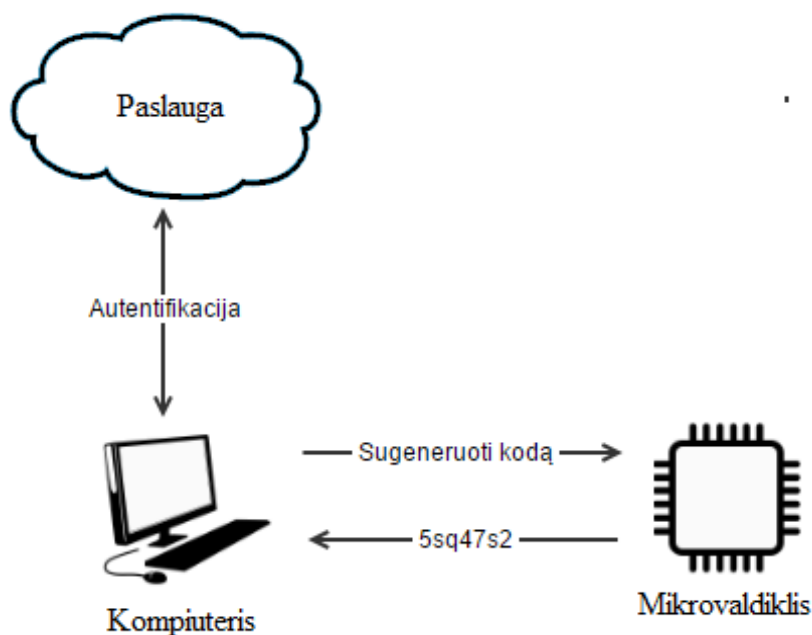 Paslauga
Autentifikacija
Sugeneruoti kodą
5sq47s2
Kompiuteris
Mikrovaldiklis